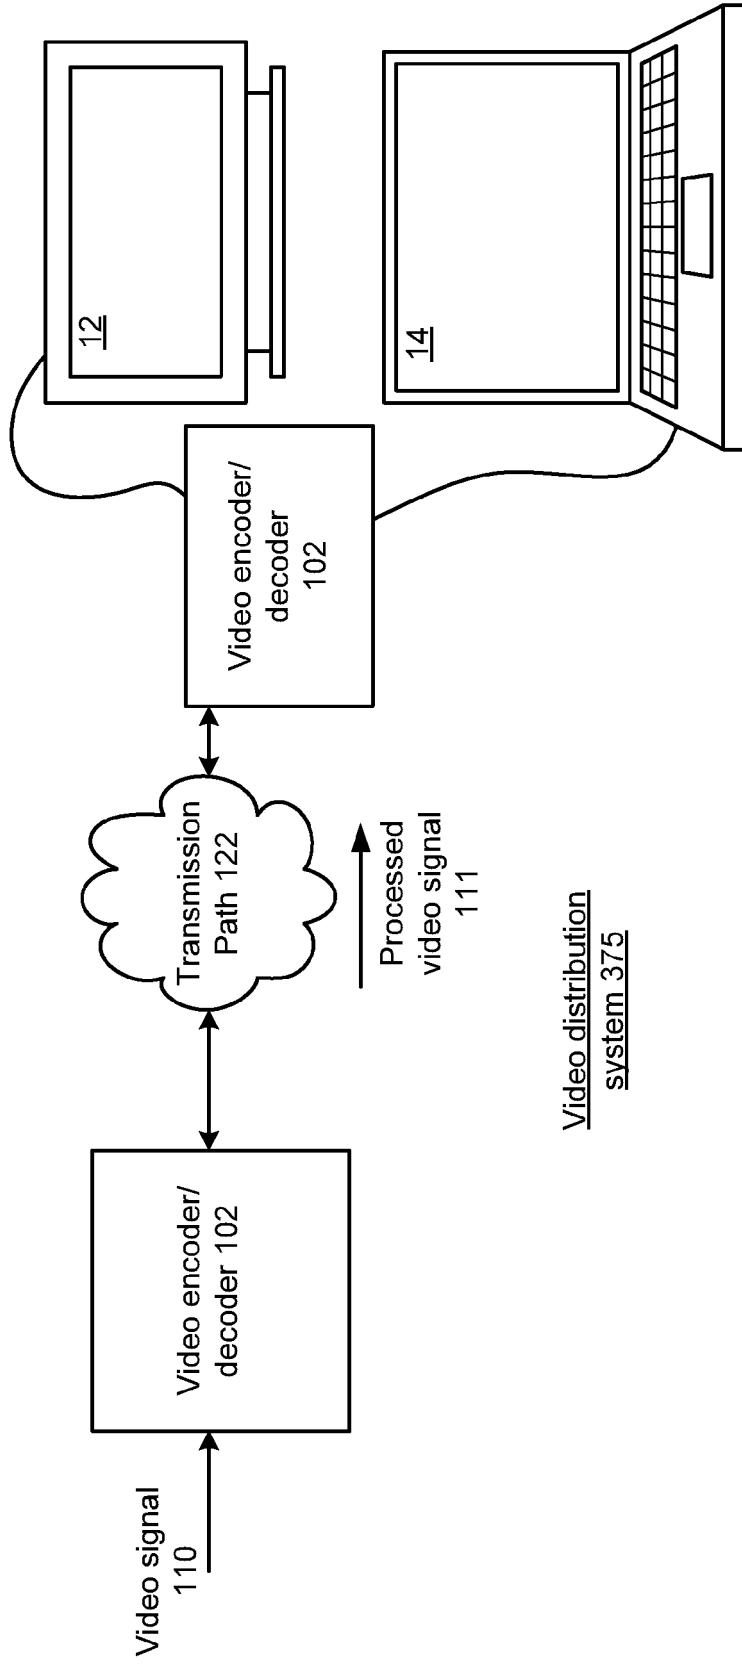 Video signal
110
Video encoder/
decoder 102
Transmission
Path 122
Processed
video signal
111
Video encoder/
decoder
102
12
14
Video distribution
system 375